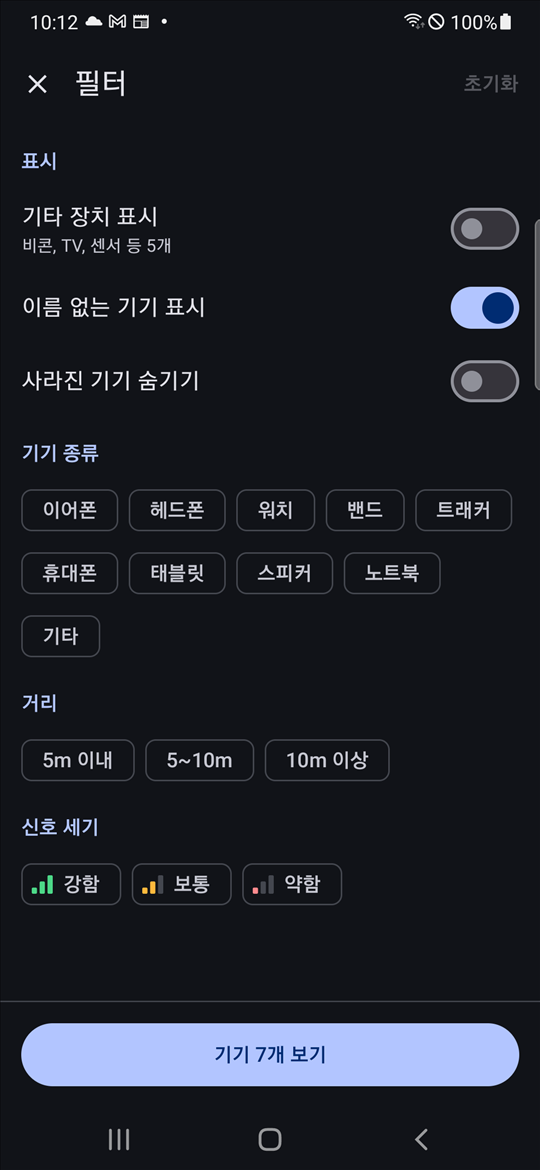 10:12
100%
필터
초기화
표시
기타 장치 표시
비콘, TV, 센서 등 5개
이름 없는 기기 표시
사라진 기기 숨기기
기기 종류
이어폰 헤드폰 워치 밴드 트래커
휴대폰 태블릿 스피커 노트북
기타
거리
5m 이내 5~10m 10m 이상
신호 세기
강함 보통 약함
기기 7개 보기